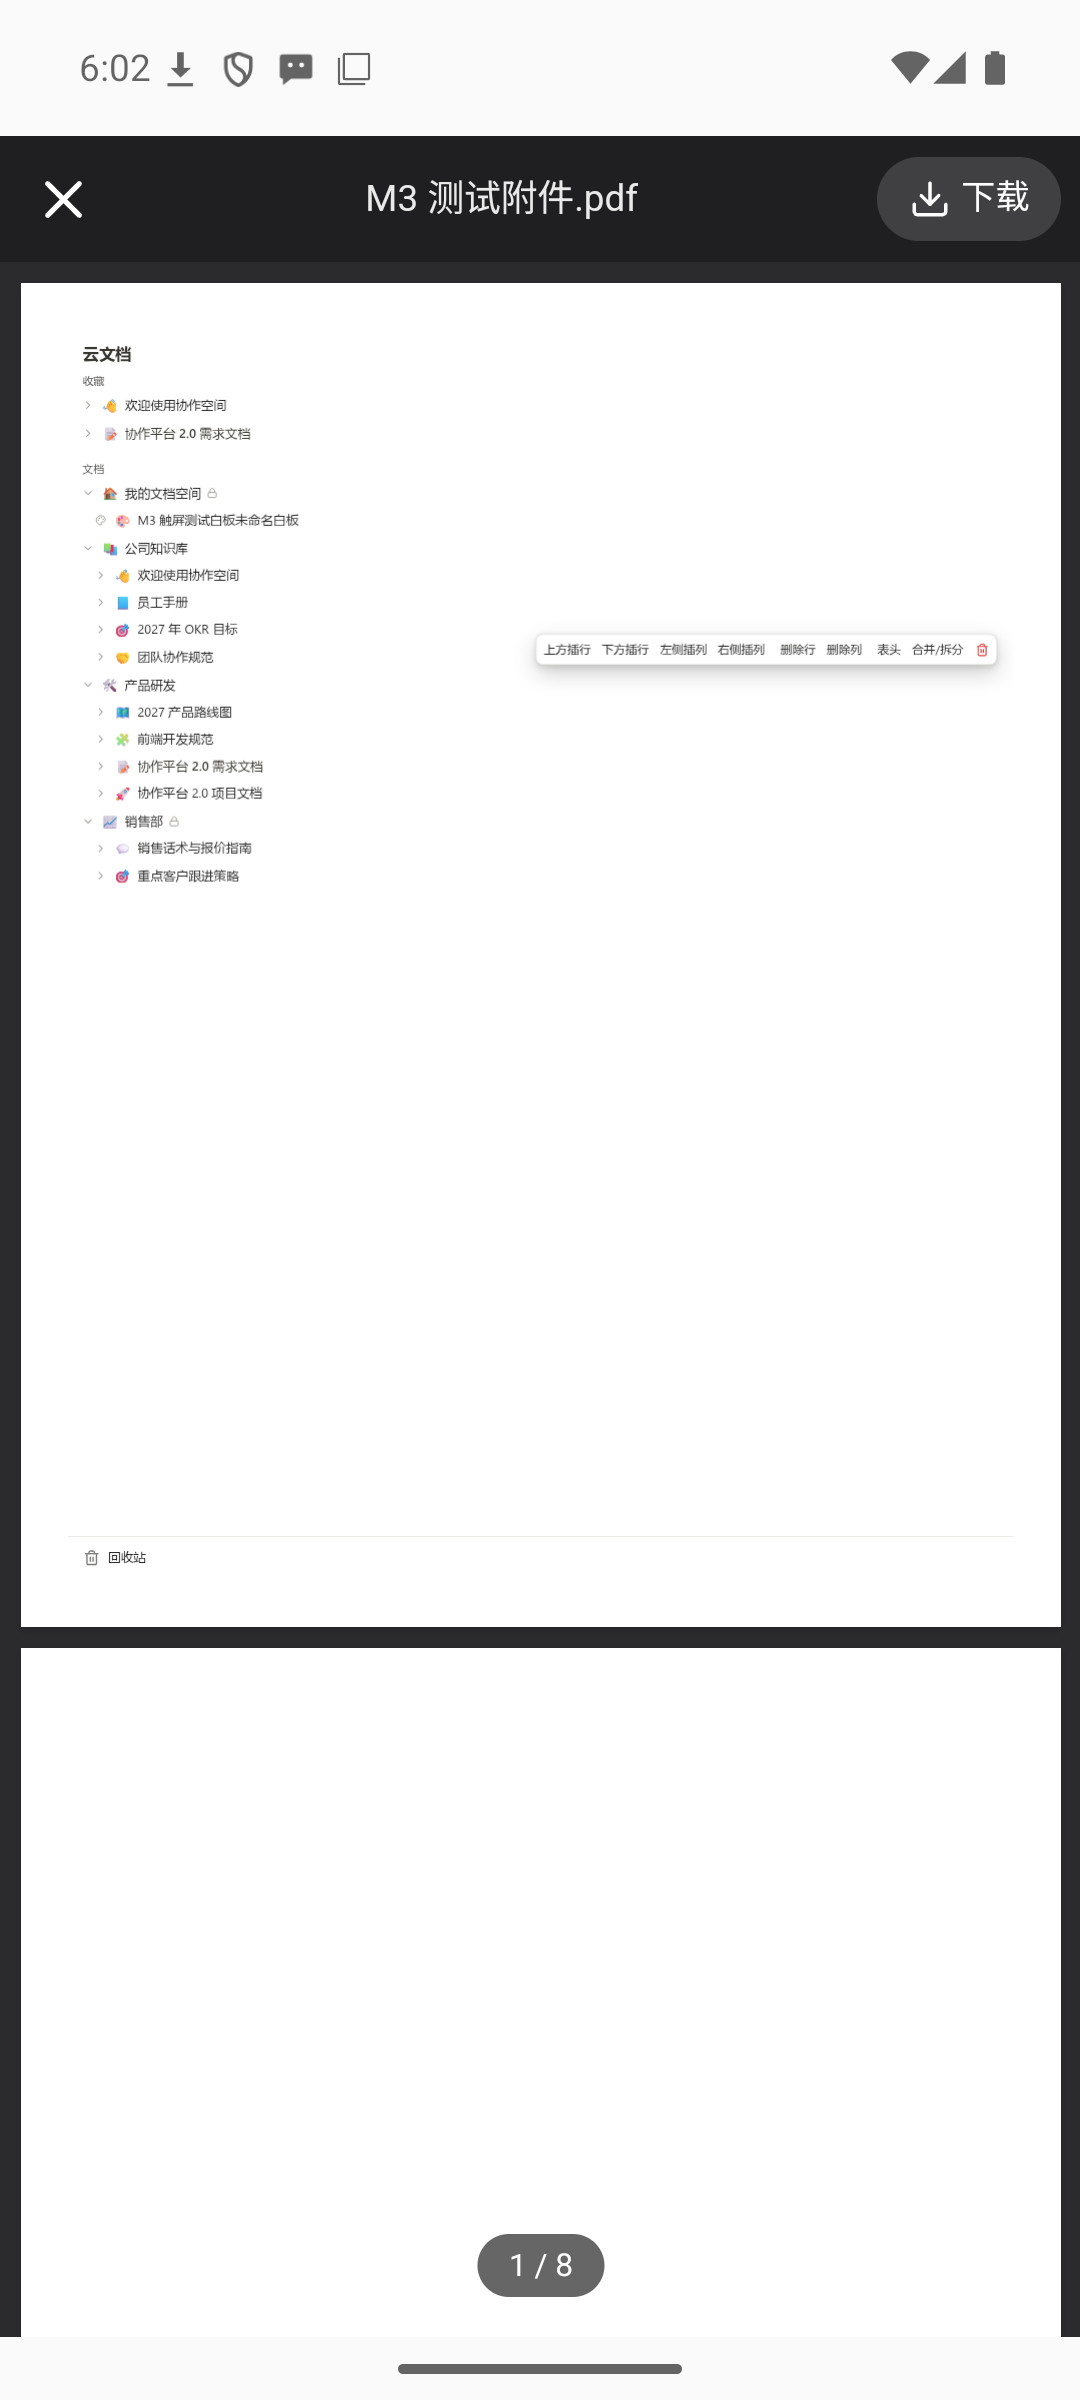 6:02
M3 测试附件.pdf
下载
云文档
收藏
欢迎使用协作空间
协作平台 2.0 需求文档
文档
我的文档空间
M3 触屏测试白板未命名白板
公司知识库
欢迎使用协作空间
员工手册
2027 年 OKR 目标
上方插行 下方插行 左侧插列 右侧插列 删除行 删除列 表头 合并/拆分
团队协作规范
产品研发
2027 产品路线图
前端开发规范
协作平台 2.0 需求文档
协作平台 2.0 项目文档
销售部
销售话术与报价指南
重点客户跟进策略
回收站
1 / 8